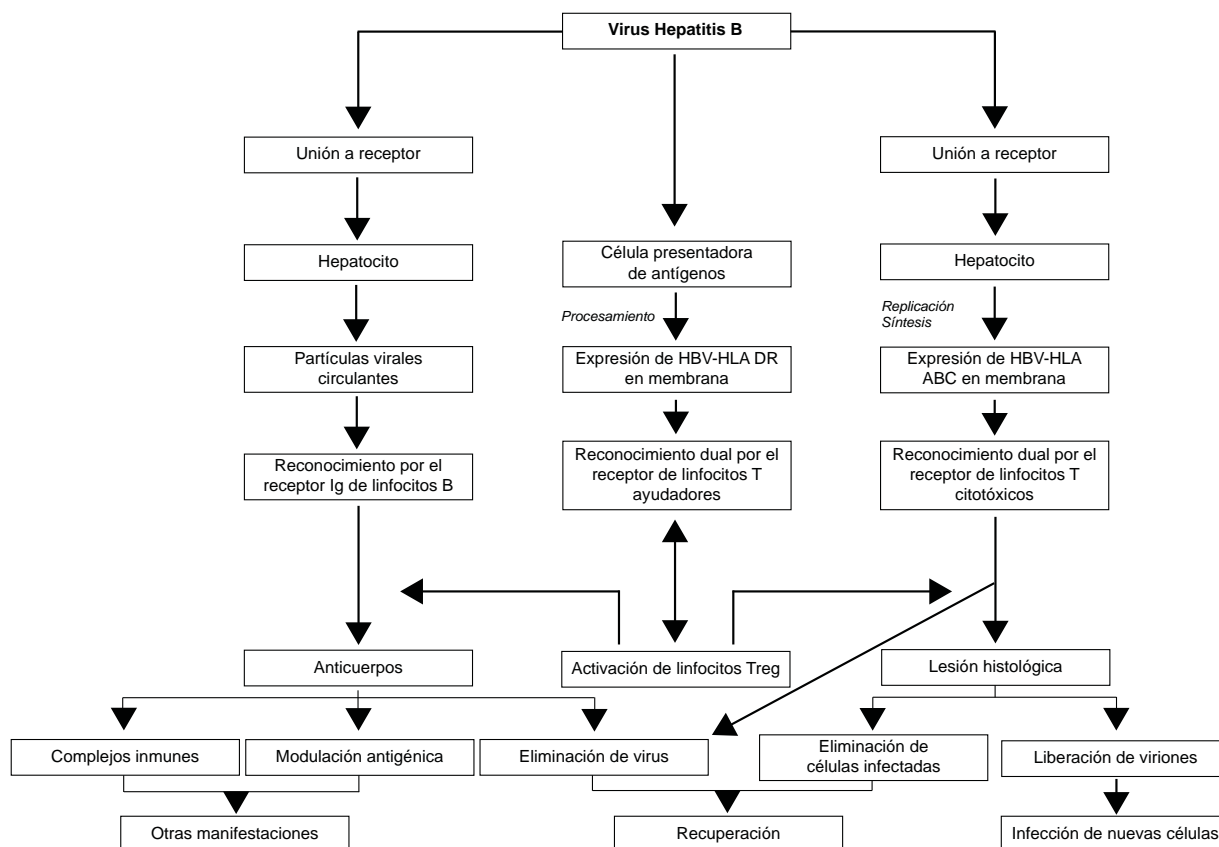 Virus Hepatitis B
Unión a receptor
Unión a receptor
Hepatocito
Célula presentadora
de antígenos
Hepatocito
Procesamiento
Replicación
Síntesis
Partículas virales
circulantes
Expresión de HBV-HLA DR
en membrana
Expresión de HBV-HLA
ABC en membrana
Reconocimiento por el
receptor Ig de linfocitos B
Reconocimiento dual por el
receptor de linfocitos T
ayudadores
Reconocimiento dual por el
receptor de linfocitos T
citotóxicos
Anticuerpos
Activación de linfocitos Treg
Lesión histológica
Complejos inmunes
Modulación antigénica
Eliminación de virus
Eliminación de
células infectadas
Liberación de viriones
Otras manifestaciones
Recuperación
Infección de nuevas células